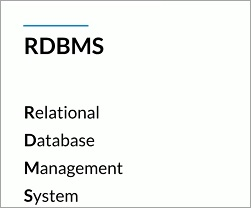 RDBMS
Relational
Database
Management
System